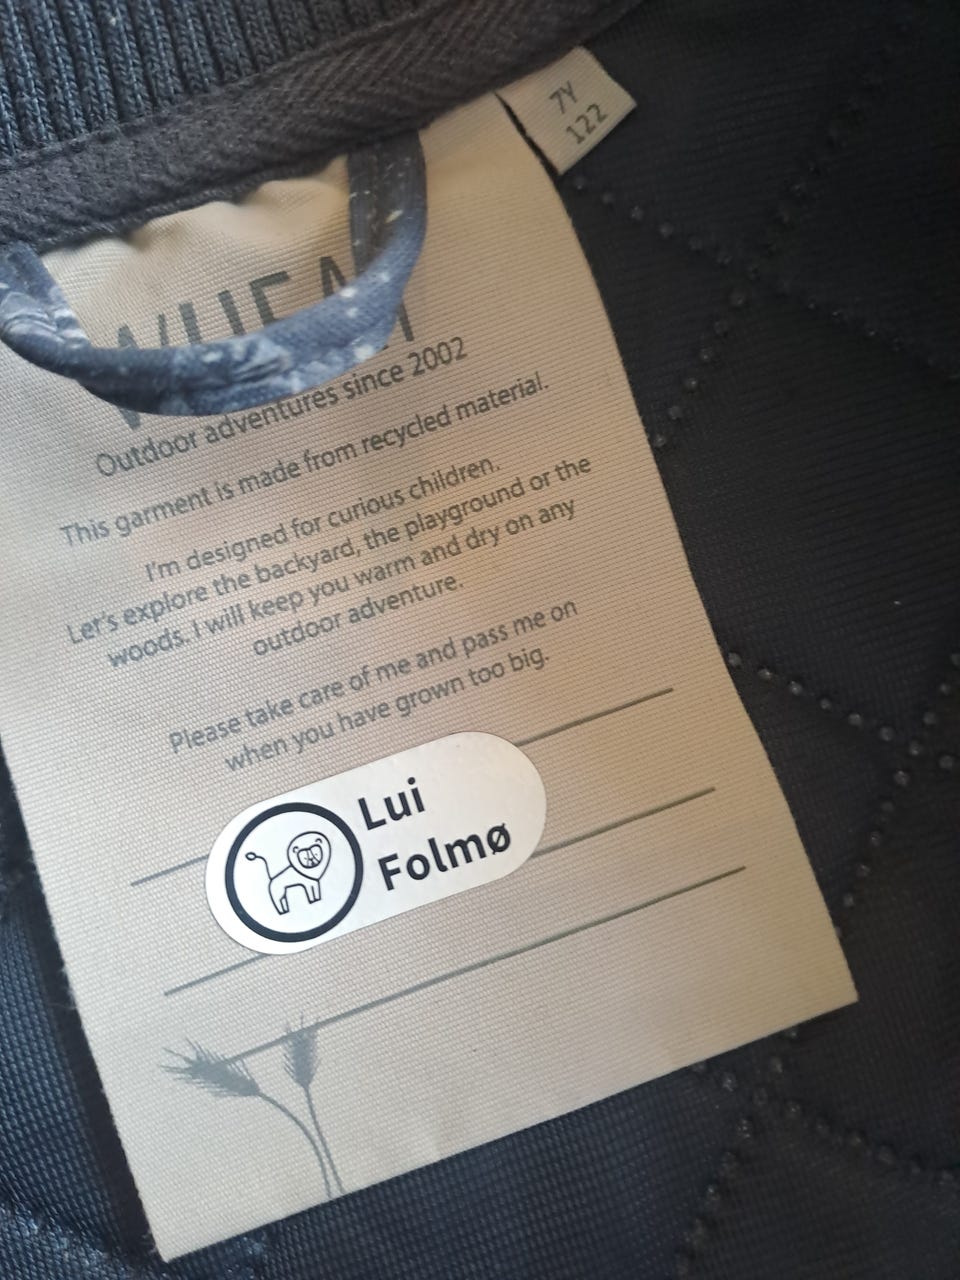 7Y
122
WHEAT
Outdoor adventures since 2002
This garment is made from recycled material.
I'm designed for curious children.
Let's explore the backyard, the playground or the
woods. I will keep you warm and dry on any
outdoor adventure.
Please take care of me and pass me on
when you have grown too big.
Lui
Folmø